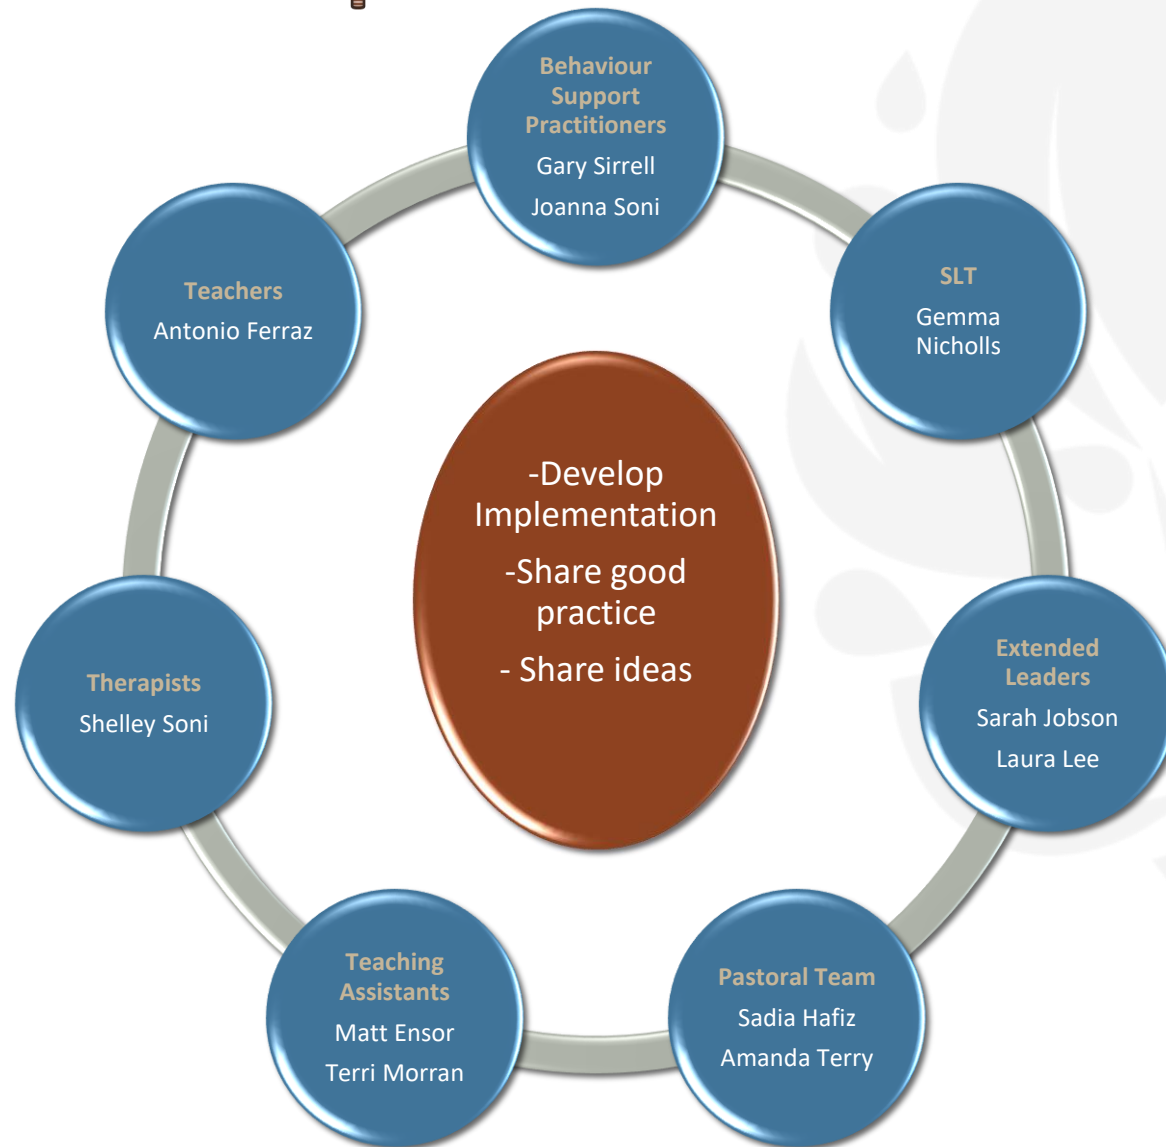 Behaviour
Support
Practitioners
Gary Sirrell
Joanna Soni
SLT
Gemma
Nicholls
Extended
Leaders
Sarah Jobson
Laura Lee
Pastoral Team
Sadia Hafiz
Amanda Terry
Teaching
Assistants
Matt Ensor
Terri Morran
Therapists
Shelley Soni
Teachers
Antonio Ferraz
-Develop
Implementation
-Share good
practice
- Share ideas